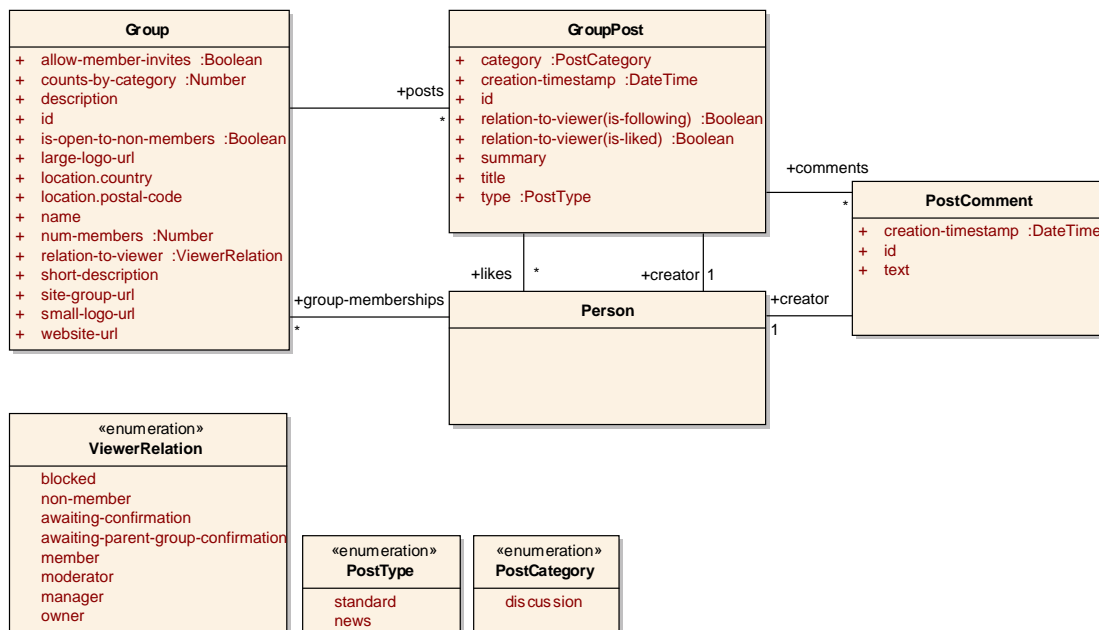 Group
+ allow-member-invites :Boolean
+ counts-by-category :Number
+ description
+ id
+ is-open-to-non-members :Boolean
+ large-logo-url
+ location.country
+ location.postal-code
+ name
+ num-members :Number
+ relation-to-viewer :ViewerRelation
+ short-description
+ site-group-url
+ small-logo-url
+ website-url
+posts
*
GroupPost
+ category :PostCategory
+ creation-timestamp :DateTime
+ id
+ relation-to-viewer(is-following) :Boolean
+ relation-to-viewer(is-liked) :Boolean
+ summary
+ title
+ type :PostType
+comments
*
PostComment
+ creation-timestamp :DateTime
+ id
+ text
+likes
*
+creator
1
+group-memberships
*
Person
+creator
1
«enumeration»
ViewerRelation
blocked
non-member
awaiting-confirmation
awaiting-parent-group-confirmation
member
moderator
manager
owner
«enumeration»
PostType
standard
news
«enumeration»
PostCategory
discussion